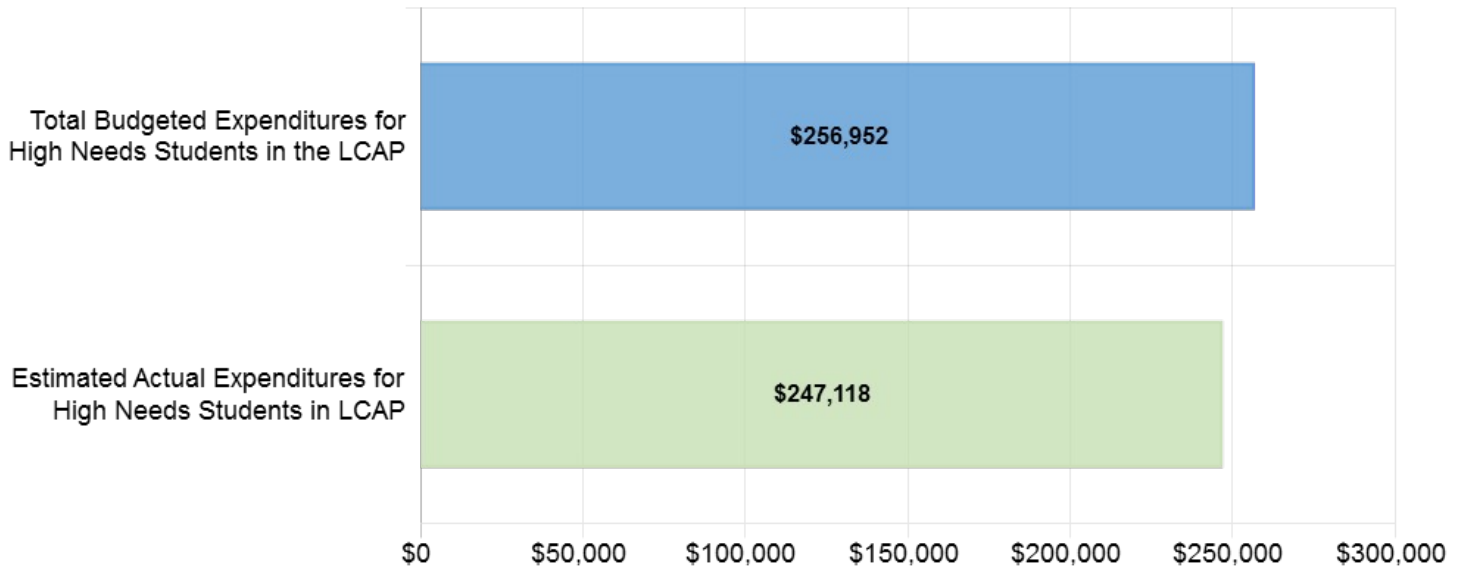 Total Budgeted Expenditures for
High Needs Students in the LCAP
$256,952
Estimated Actual Expenditures for
High Needs Students in LCAP
$247,118
$0 $50,000 $100,000 $150,000 $200,000 $250,000 $300,000